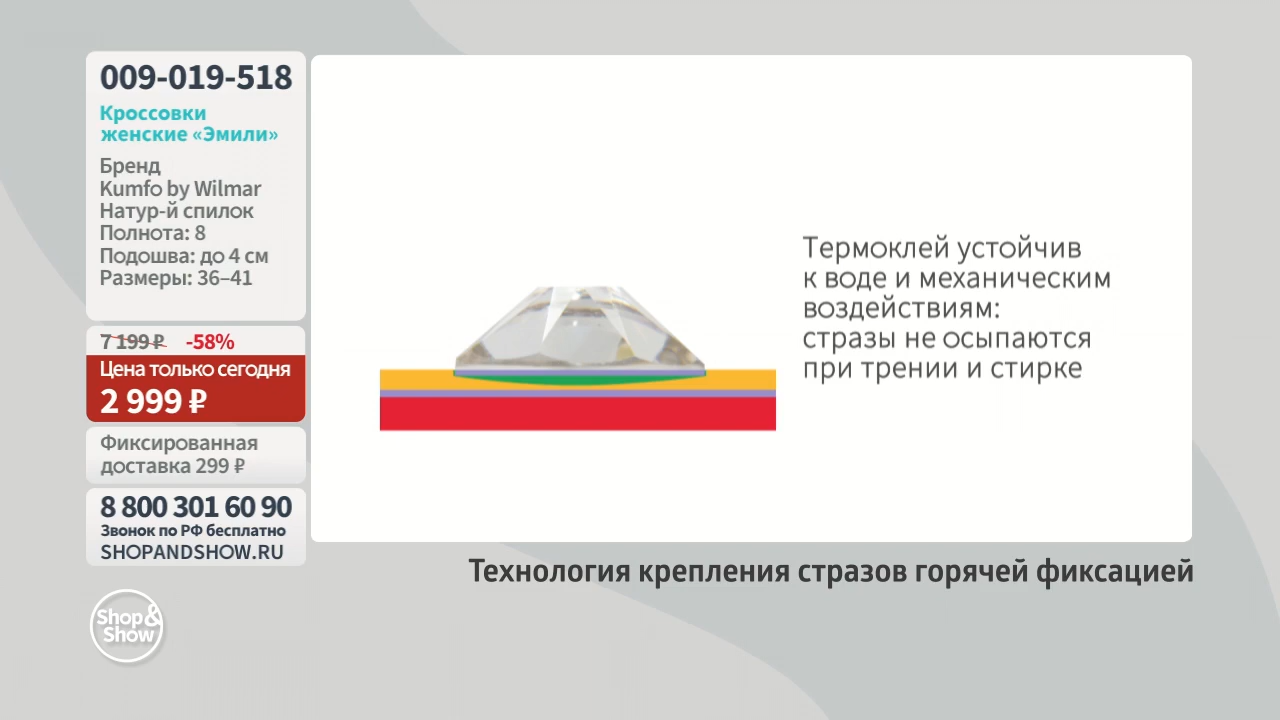 009-019-518
Кроссовки
женские «Эмили»
Бренд
Kumfo by Wilmar
Натур-й спилок
Полнота: 8
Подошва: до 4 см
Размеры: 36–41
7 199 ₽ -58%
Цена только сегодня
2 999 ₽
Фиксированная
доставка 299 ₽
8 800 301 60 90
Звонок по РФ бесплатно
SHOPANDSHOW.RU
Термоклей устойчив
к воде и механическим
воздействиям:
стразы не осыпаются
при трении и стирке
Технология крепления стразов горячей фиксацией
Shop&
Show